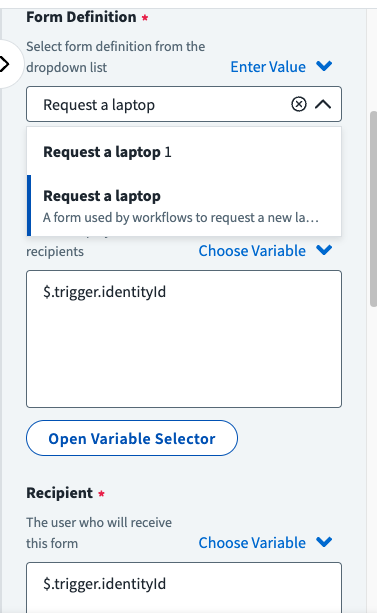 Form Definition *
Select form definition from the
dropdown list
Enter Value
Request a laptop
Request a laptop 1
Request a laptop
A form used by workflows to request a new la...
recipients
Choose Variable
$.trigger.identityId
Open Variable Selector
Recipient *
The user who will receive
this form
Choose Variable
$.trigger.identityId